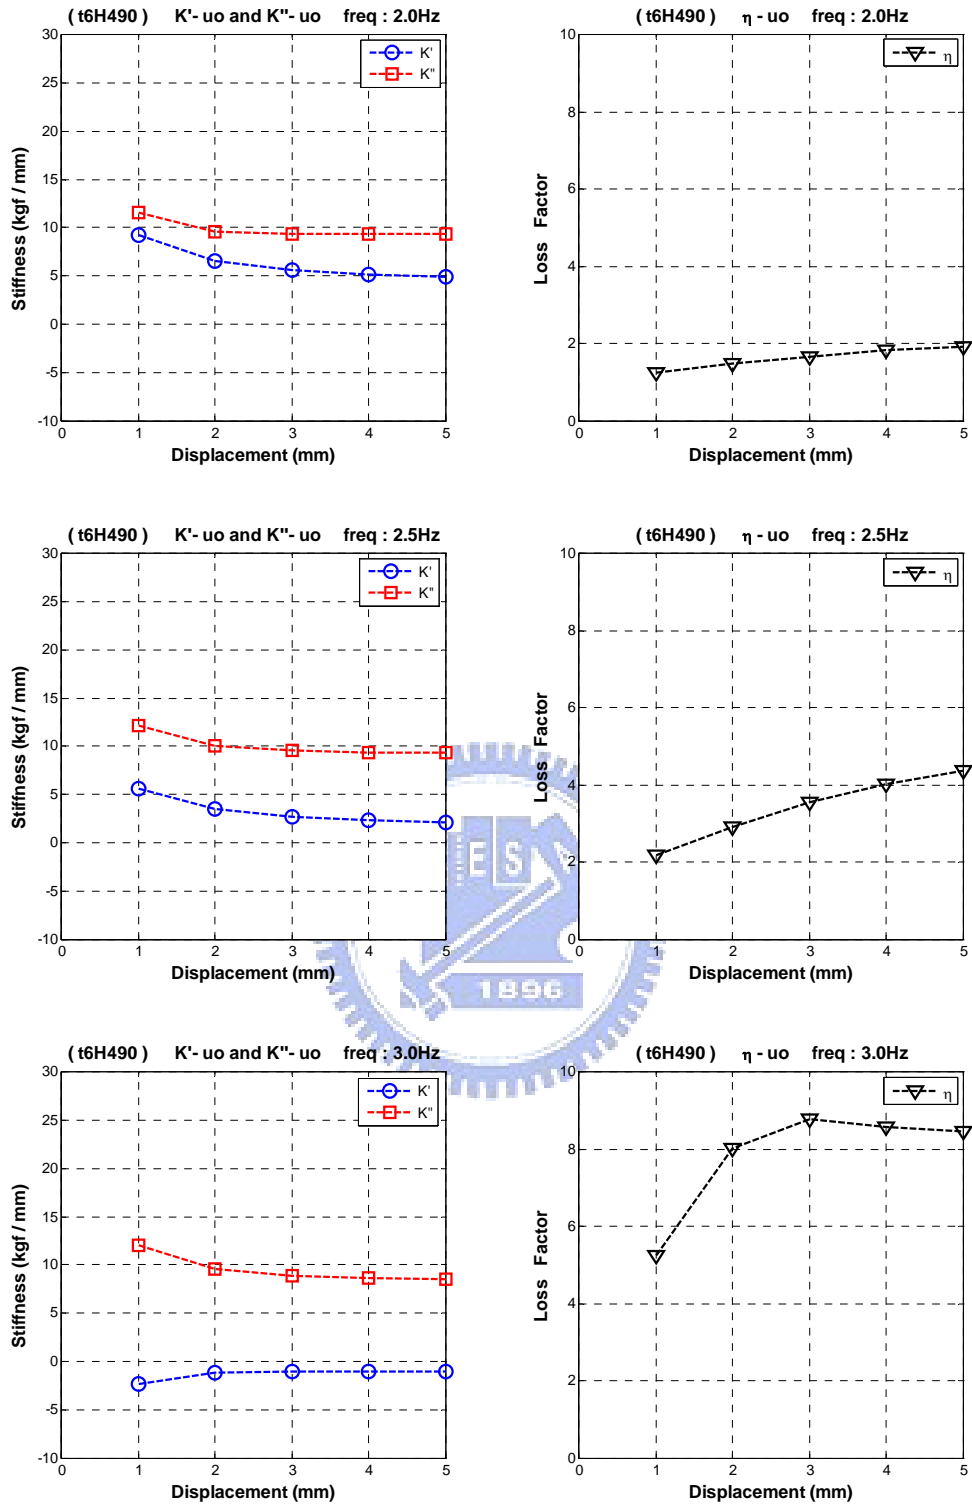 ( t6H490 ) K'- uo and K''- uo freq : 2.0Hz
30
25
20
15
10
5
0
-5
-10
0 1 2 3 4 5
Stiffness (kgf / mm)
Displacement (mm)
K'
K''
(t6H490 ) η - uo freq : 2.0Hz
10
8
6
4
2
0
0 1 2 3 4 5
Loss Factor
Displacement (mm)
η
( t6H490 ) K'- uo and K''- uo freq : 2.5Hz
30
25
20
15
10
5
0
-5
-10
0 1 2 3 4 5
Stiffness (kgf / mm)
Displacement (mm)
K'
K''
(t6H490 ) η - uo freq : 2.5Hz
10
8
6
4
2
0
0 1 2 3 4 5
Loss Factor
Displacement (mm)
η
E S
1896
( t6H490 ) K'- uo and K''- uo freq : 3.0Hz
30
25
20
15
10
5
0
-5
-10
0 1 2 3 4 5
Stiffness (kgf / mm)
Displacement (mm)
K'
K''
(t6H490 ) η - uo freq : 3.0Hz
10
8
6
4
2
0
0 1 2 3 4 5
Loss Factor
Displacement (mm)
η